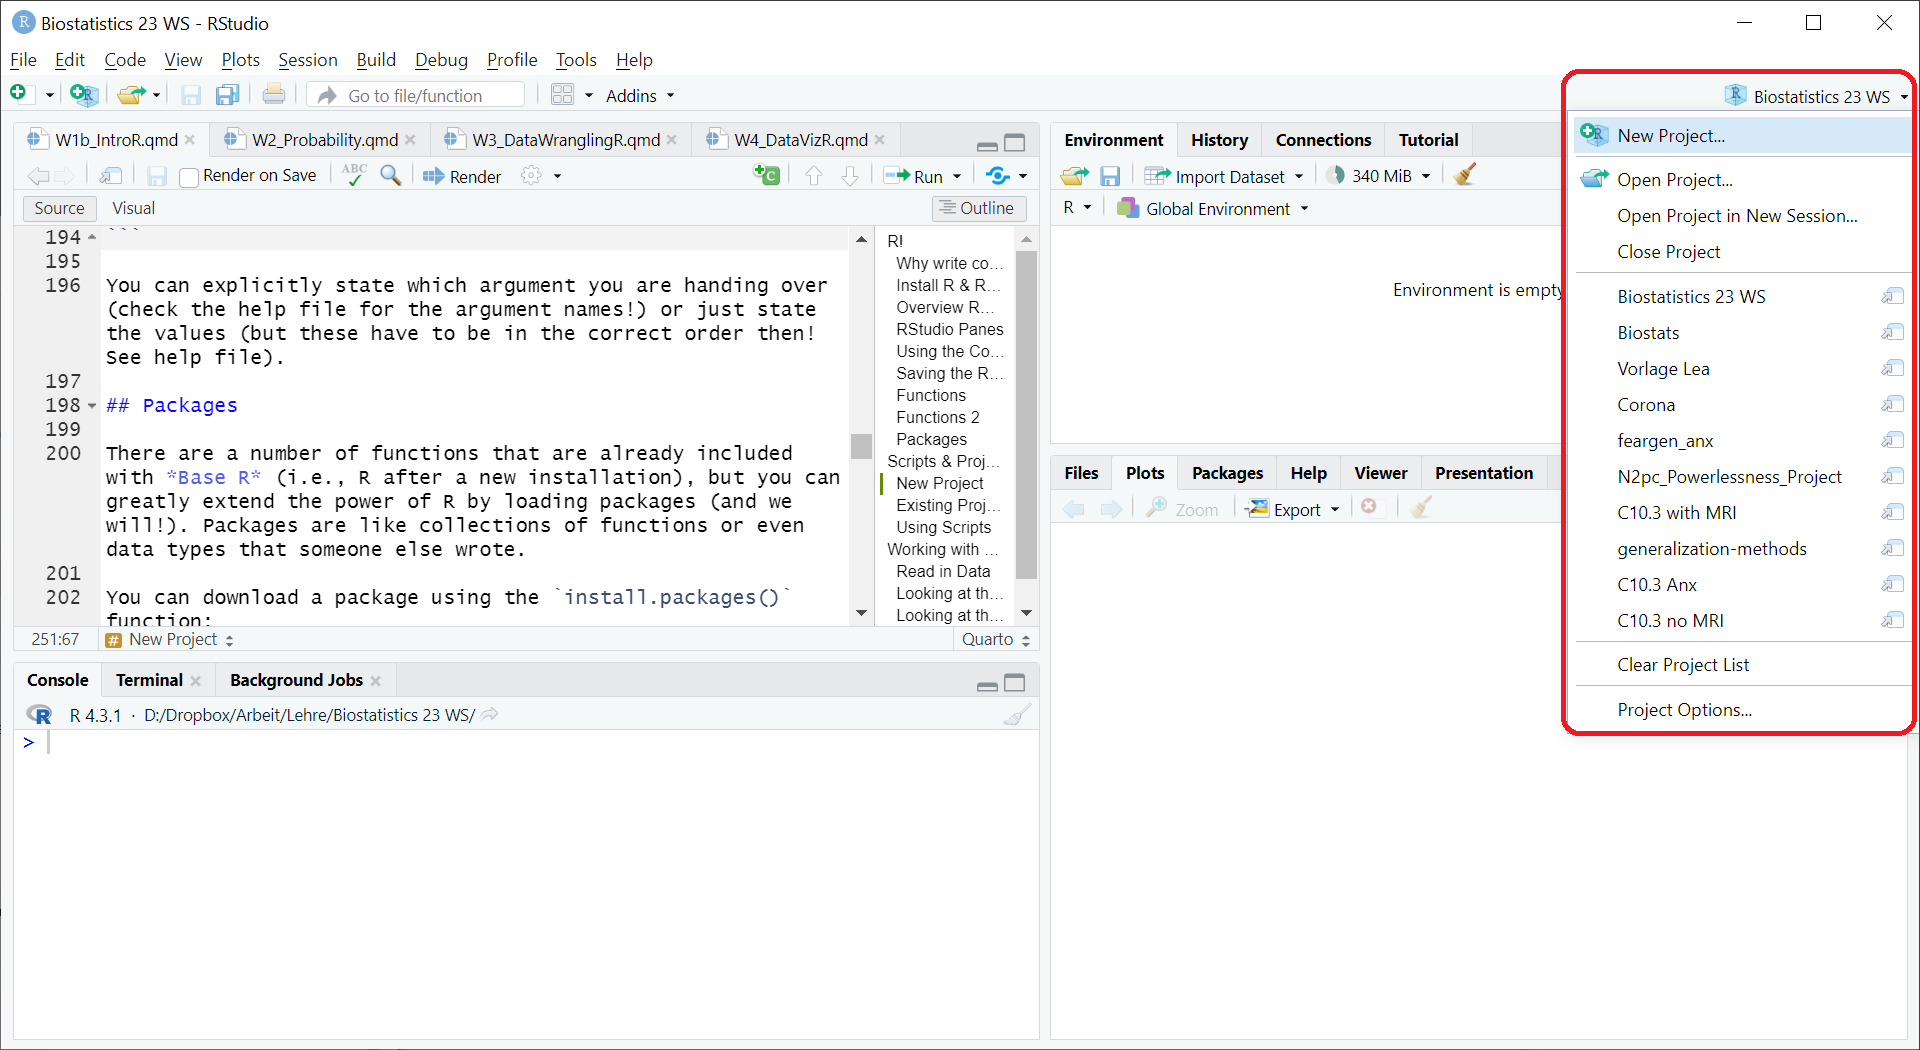 Biostatistics 23 WS - RStudio
File Edit Code View Plots Session Build Debug Profile Tools Help
Go to file/function Addins
Biostatistics 23 WS
W1b_IntroR.qmd W2_Probability.qmd W3_DataWranglingR.qmd W4_DataVizR.qmd
Render on Save ABC Render Run
Source Visual Outline
194 ```
195
196 You can explicitly state which argument you are handing over
(check the help file for the argument names!) or just state
the values (but these have to be in the correct order then!
See help file).
197
198 ## Packages
199
200 There are a number of functions that are already included
with *Base R* (i.e., R after a new installation), but you can
greatly extend the power of R by loading packages (and we
will!). Packages are like collections of functions or even
data types that someone else wrote.
201
202 You can download a package using the `install.packages()`
function:
R!
Why write co...
Install R & R...
Overview R...
RStudio Panes
Using the Co...
Saving the R...
Functions
Functions 2
Packages
Scripts & Proj...
New Project
Existing Proj...
Using Scripts
Working with ...
Read in Data
Looking at th...
Looking at th...
251:67 # New Project Quarto
Console Terminal Background Jobs
R 4.3.1 · D:/Dropbox/Arbeit/Lehre/Biostatistics 23 WS/
>
Environment History Connections Tutorial
Import Dataset 340 MiB
R Global Environment
Environment is empty
Files Plots Packages Help Viewer Presentation
Zoom Export
New Project...
Open Project...
Open Project in New Session...
Close Project
Biostatistics 23 WS
Biostats
Vorlage Lea
Corona
feargen_anx
N2pc_Powerlessness_Project
C10.3 with MRI
generalization-methods
C10.3 Anx
C10.3 no MRI
Clear Project List
Project Options...